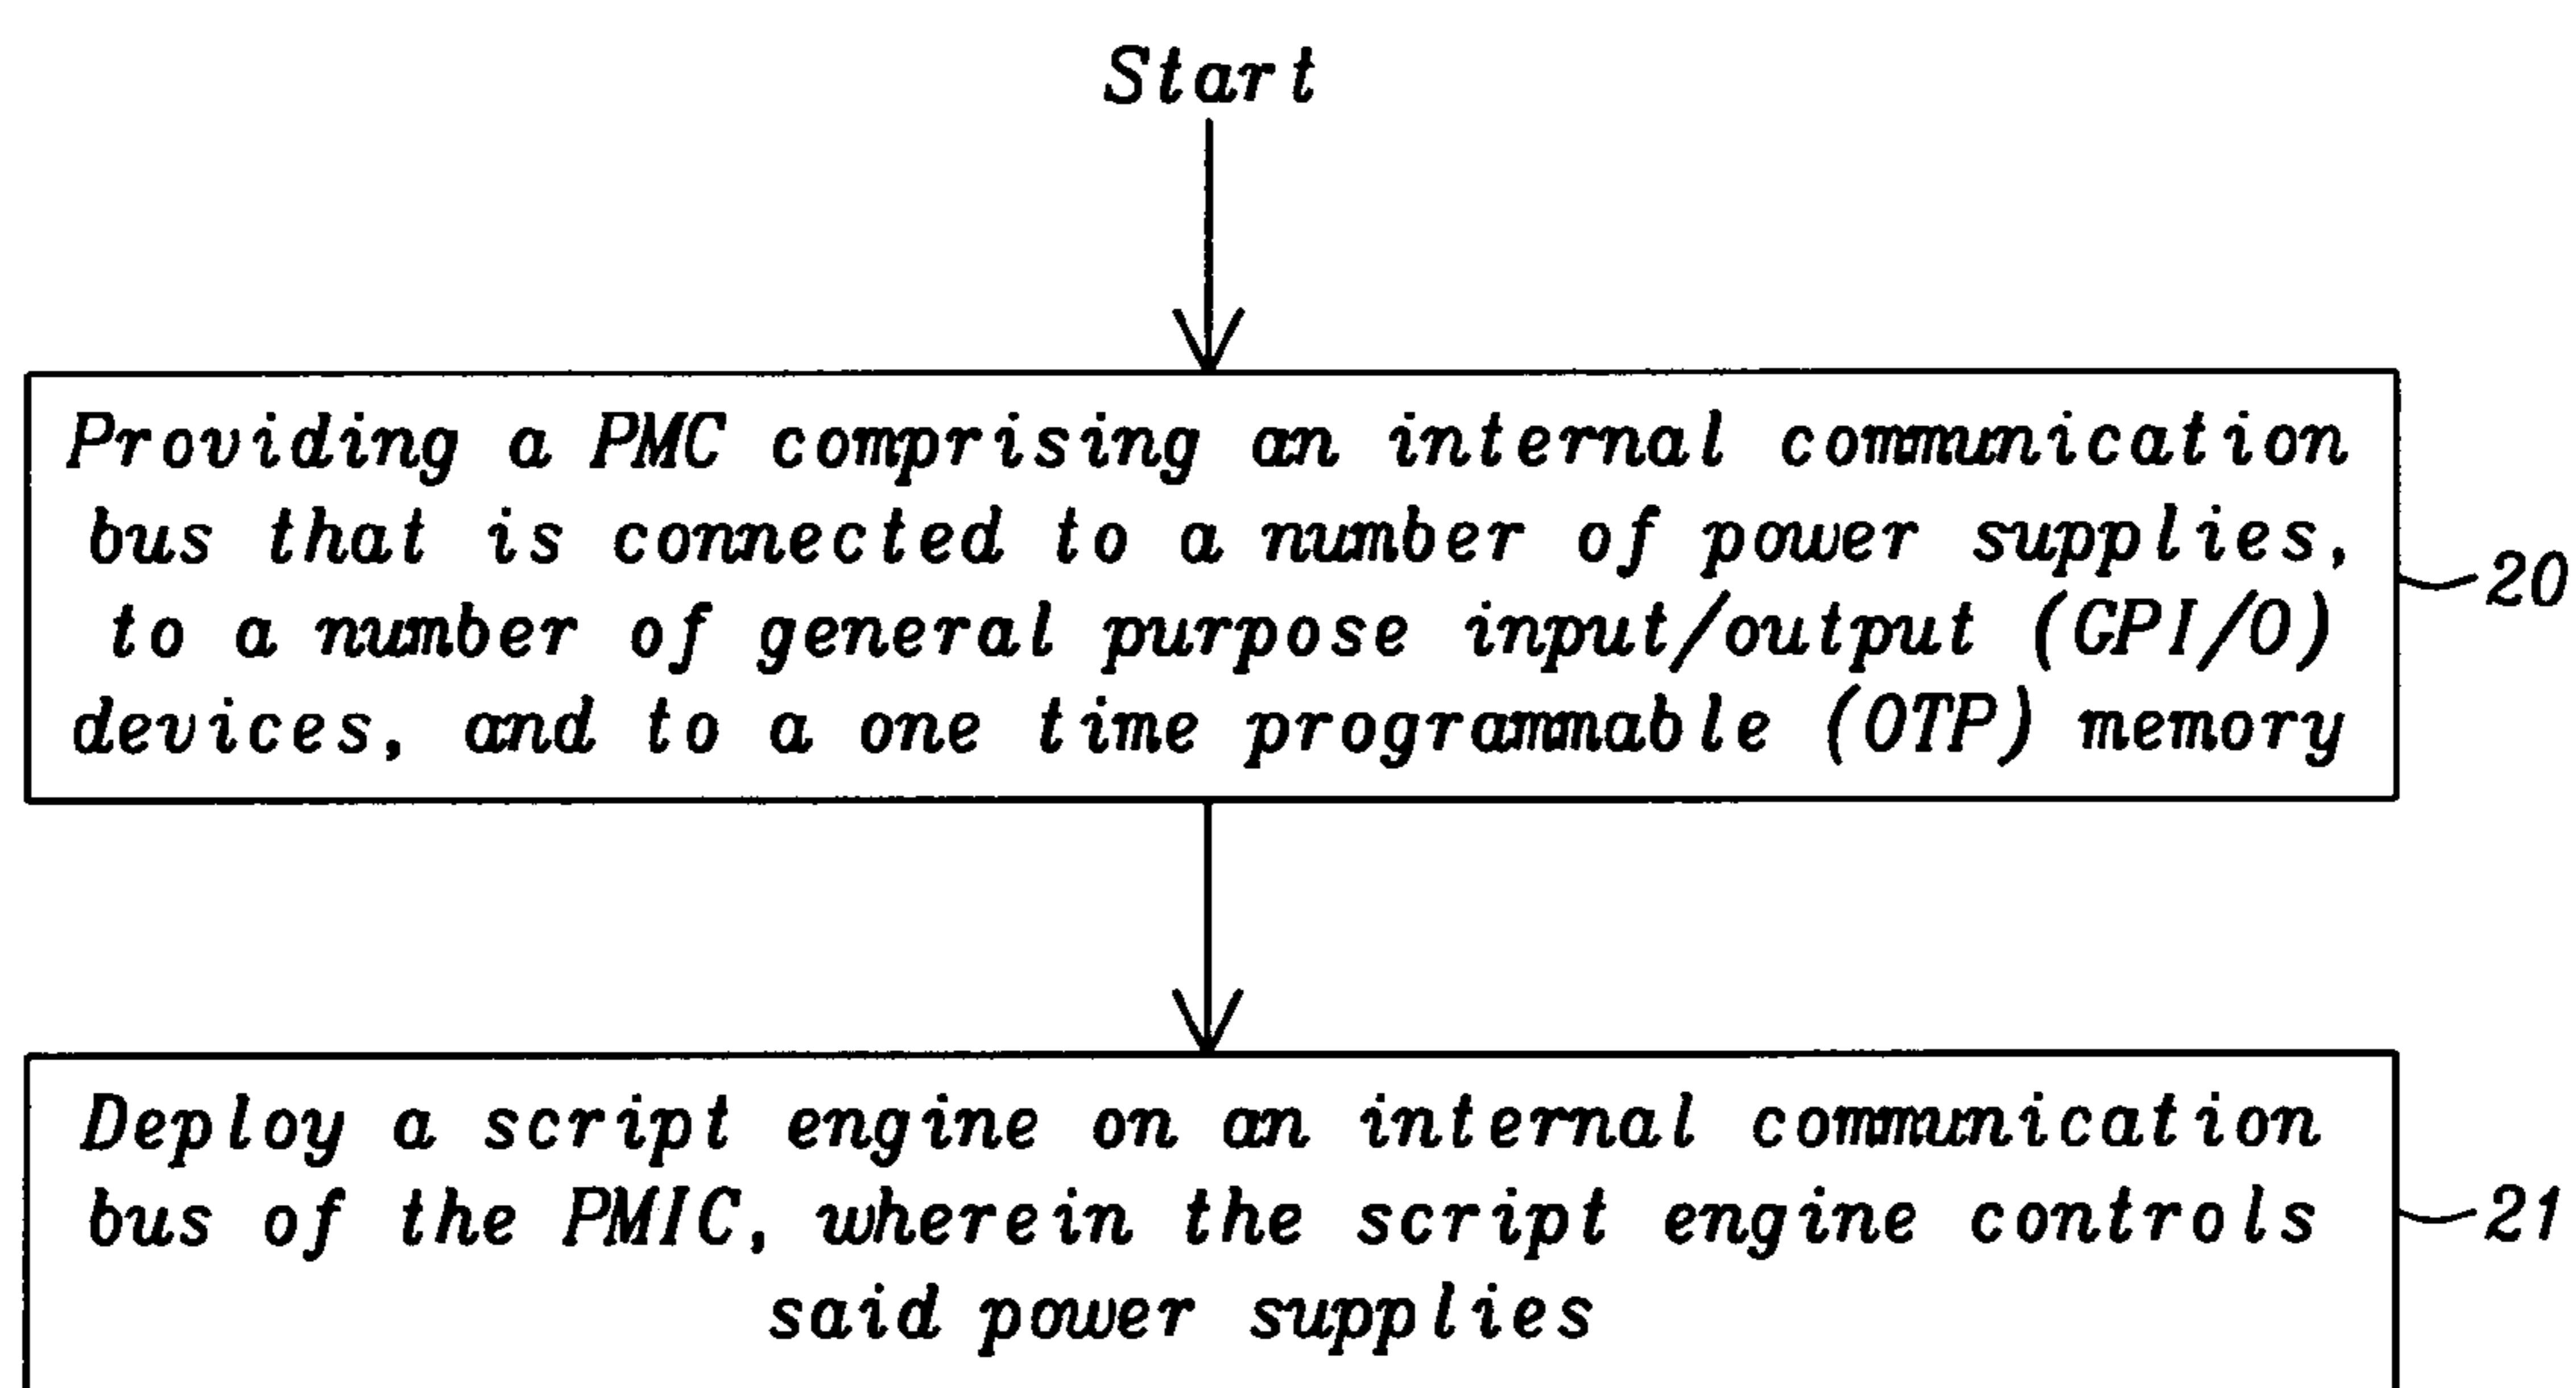 Start
Providing a PMC comprising an internal communication
bus that is connected to a number of power supplies,
to a number of general purpose input/output (GPI/O)
devices, and to a one time programmable (OTP) memory
20
Deploy a script engine on an internal communication
bus of the PMIC, wherein the script engine controls
said power supplies
21